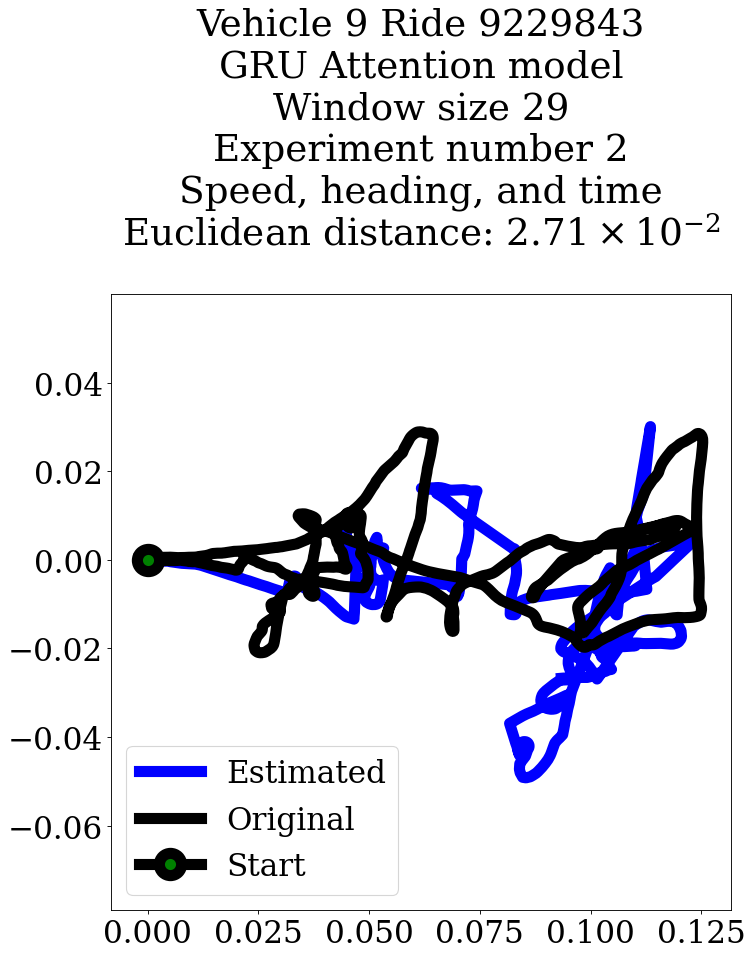 Vehicle 9 Ride 9229843
GRU Attention model
Window size 29
Experiment number 2
Speed, heading, and time
Euclidean distance: 2.71 × 10⁻²
0.04
0.02
0.00
−0.02
−0.04
−0.06
Estimated
Original
Start
0.000 0.025 0.050 0.075 0.100 0.125